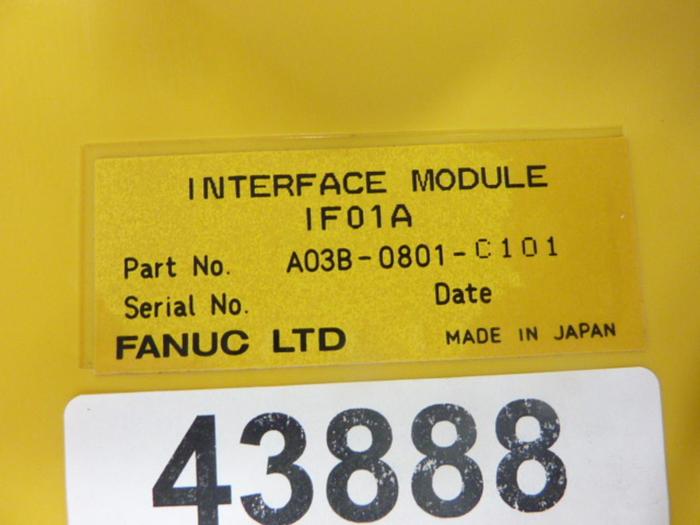 INTERFACE MODULE
IF01A
Part No. A03B-0801-C101
Serial No. Date
FANUC LTD MADE IN JAPAN
43888